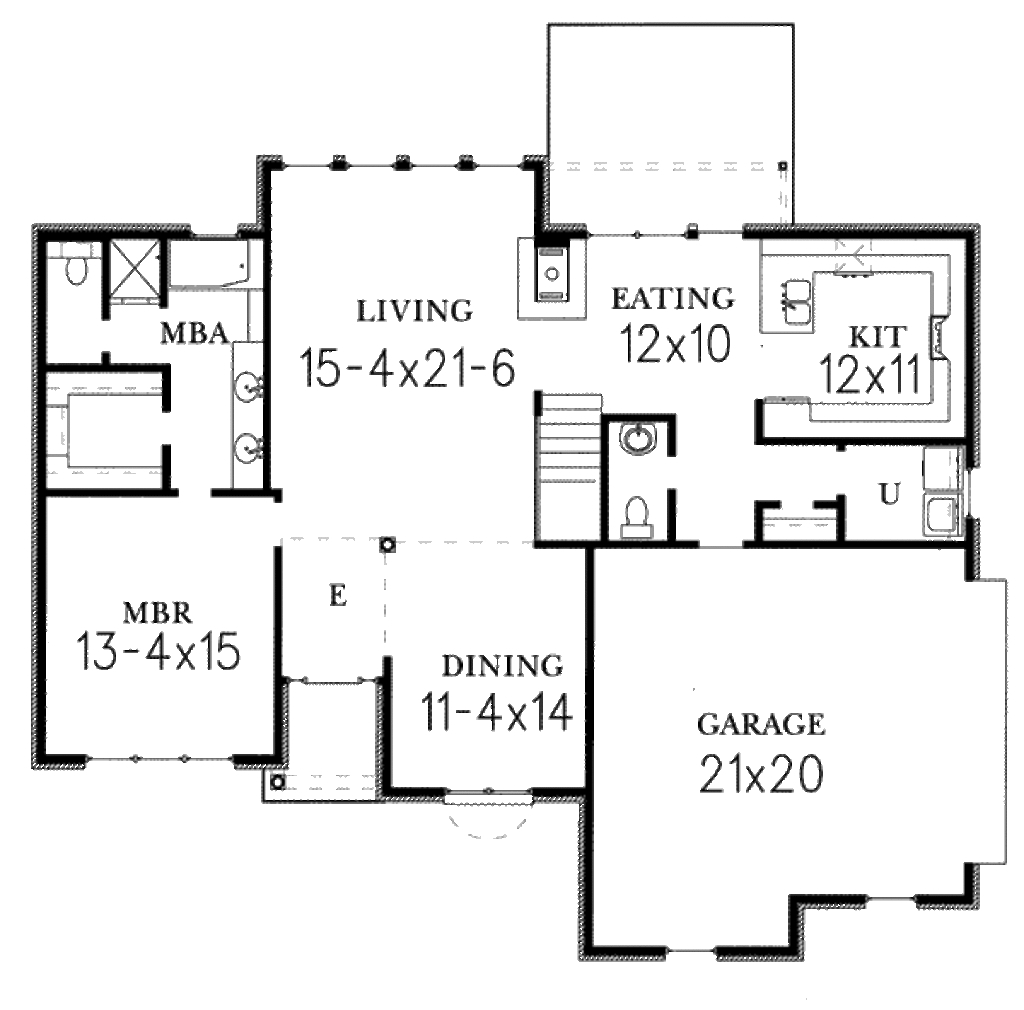 LIVING
15-4x21-6
EATING
12x10
MBA
KIT
12x11
U
E
MBR
13-4x15
DINING
11-4x14
GARAGE
21x20